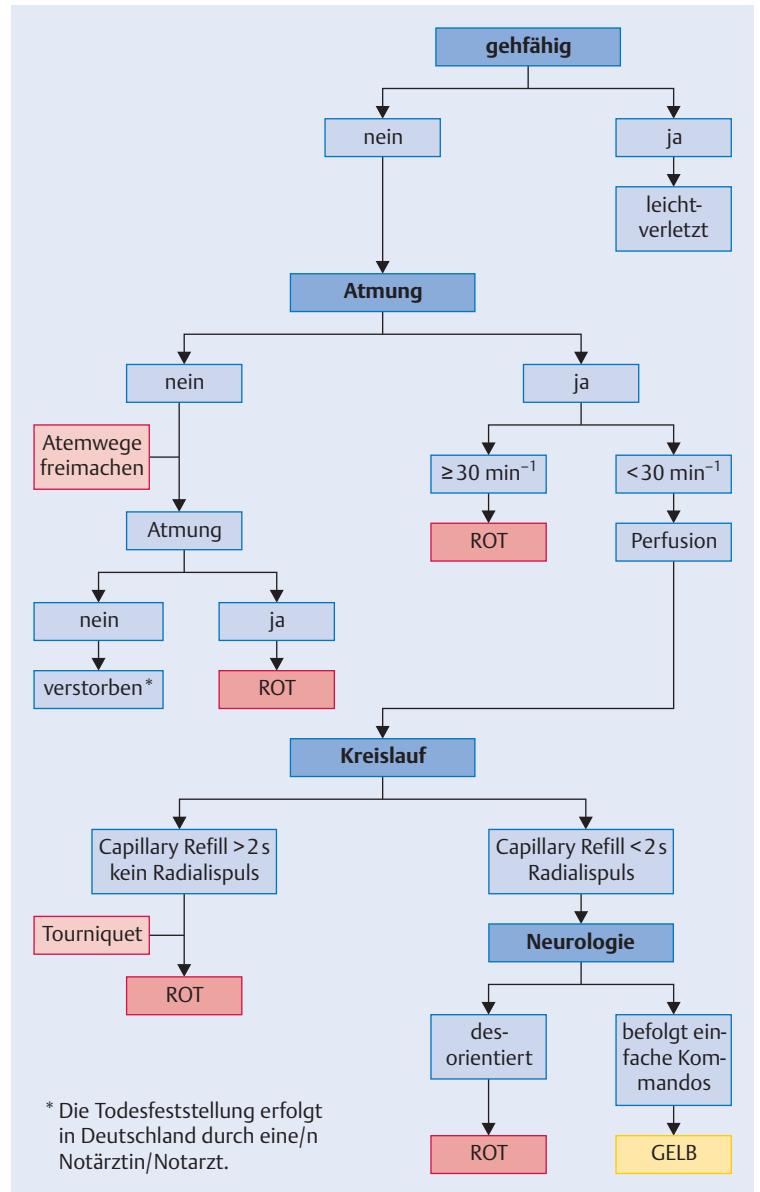 gehfähig
nein
ja
leicht-
verletzt
Atmung
nein
ja
Atemwege
freimachen
≥ 30 min⁻¹
< 30 min⁻¹
Atmung
ROT
Perfusion
nein
ja
verstorben*
ROT
Kreislauf
Capillary Refill > 2 s
kein Radialispuls
Capillary Refill < 2 s
Radialispuls
Tourniquet
Neurologie
ROT
des-
orientiert
befolgt ein-
fache Kom-
mandos
ROT
GELB
* Die Todesfeststellung erfolgt
in Deutschland durch eine/n
Notärztin/Notarzt.